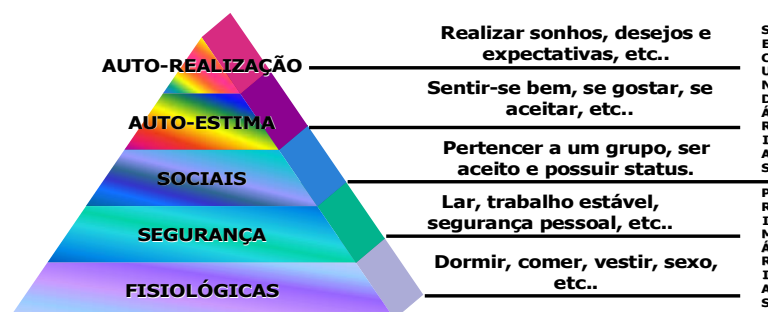 Realizar sonhos, desejos e
expectativas, etc..
AUTO-REALIZAÇÃO
Sentir-se bem, se gostar, se
aceitar, etc..
AUTO-ESTIMA
Pertencer a um grupo, ser
aceito e possuir status.
SOCIAIS
Lar, trabalho estável,
segurança pessoal, etc..
SEGURANÇA
Dormir, comer, vestir, sexo,
etc..
FISIOLÓGICAS
SECUNDÁRIAS
PRIMÁRIAS